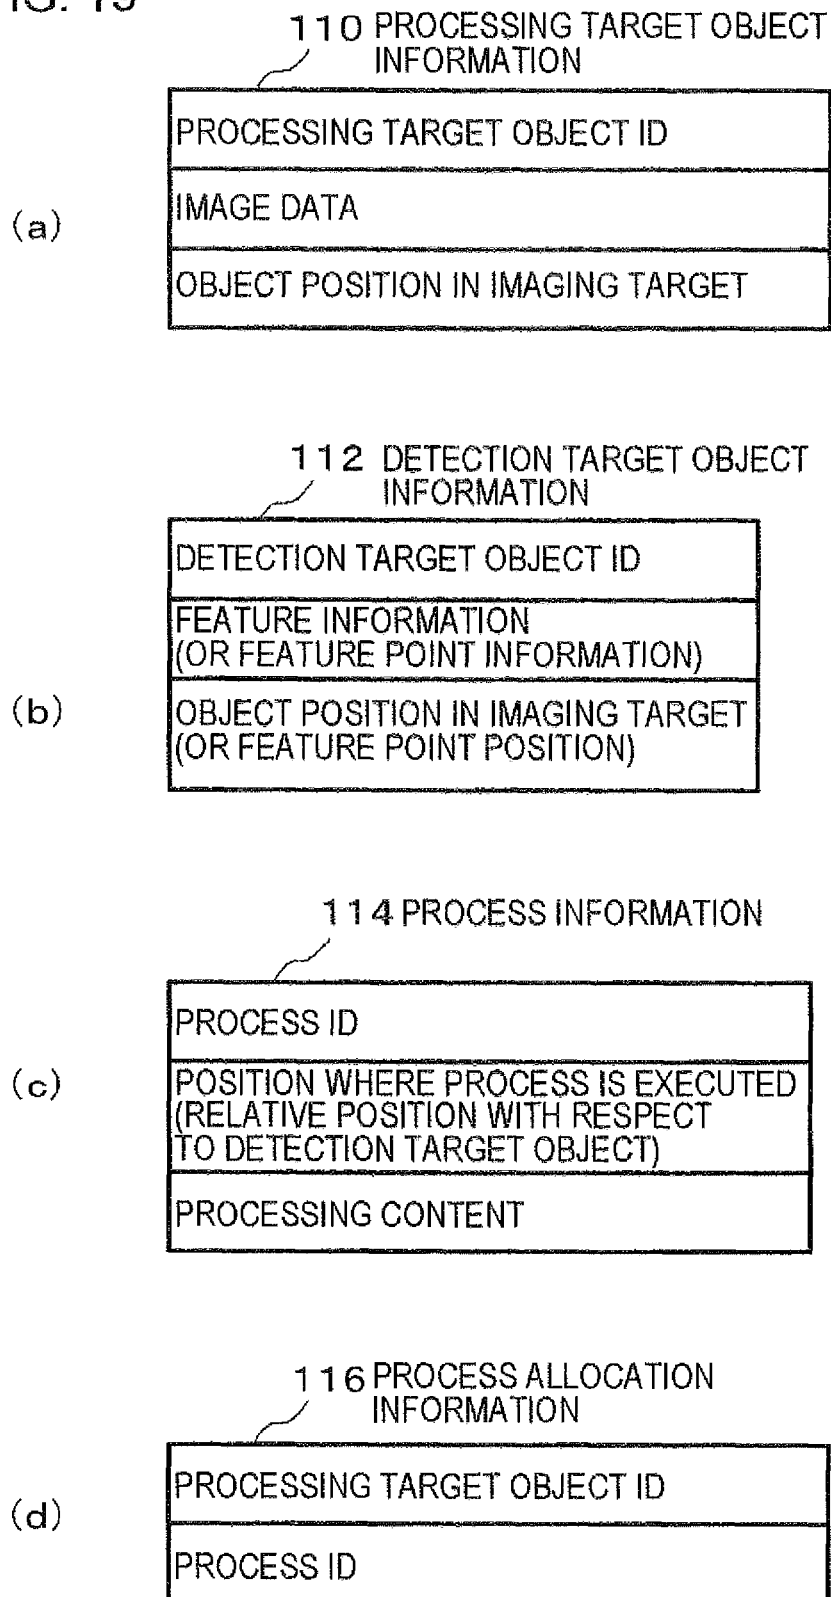 110 PROCESSING TARGET OBJECT
INFORMATION
PROCESSING TARGET OBJECT ID
(a)
IMAGE DATA
OBJECT POSITION IN IMAGING TARGET
112 DETECTION TARGET OBJECT
INFORMATION
DETECTION TARGET OBJECT ID
FEATURE INFORMATION
(OR FEATURE POINT INFORMATION)
(b)
OBJECT POSITION IN IMAGING TARGET
(OR FEATURE POINT POSITION)
114 PROCESS INFORMATION
PROCESS ID
(c)
POSITION WHERE PROCESS IS EXECUTED
(RELATIVE POSITION WITH RESPECT
TO DETECTION TARGET OBJECT)
PROCESSING CONTENT
116 PROCESS ALLOCATION
INFORMATION
PROCESSING TARGET OBJECT ID
(d)
PROCESS ID